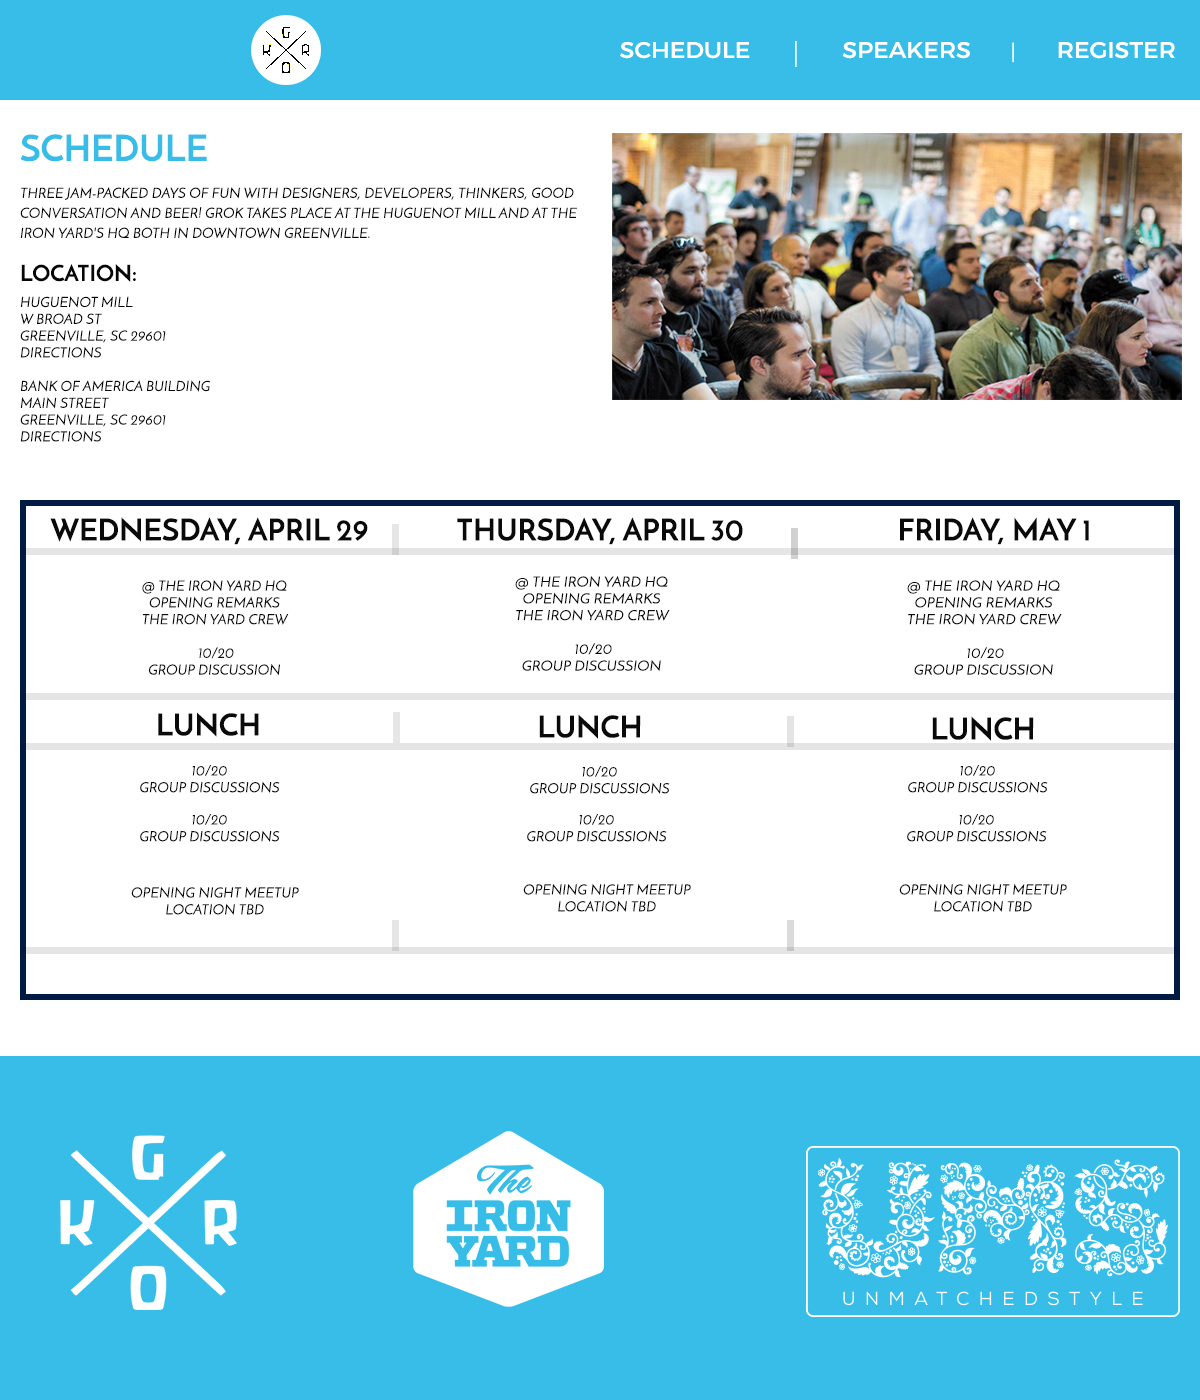 G
K R
O
SCHEDULE | SPEAKERS | REGISTER
SCHEDULE
THREE JAM-PACKED DAYS OF FUN WITH DESIGNERS, DEVELOPERS, THINKERS, GOOD
CONVERSATION AND BEER! GROK TAKES PLACE AT THE HUGUENOT MILL AND AT THE
IRON YARD'S HQ BOTH IN DOWNTOWN GREENVILLE.
LOCATION:
HUGUENOT MILL
W BROAD ST
GREENVILLE, SC 29601
DIRECTIONS
BANK OF AMERICA BUILDING
MAIN STREET
GREENVILLE, SC 29601
DIRECTIONS
WEDNESDAY, APRIL 29
@ THE IRON YARD HQ
OPENING REMARKS
THE IRON YARD CREW
10/20
GROUP DISCUSSION
LUNCH
10/20
GROUP DISCUSSIONS
10/20
GROUP DISCUSSIONS
OPENING NIGHT MEETUP
LOCATION TBD
THURSDAY, APRIL 30
@ THE IRON YARD HQ
OPENING REMARKS
THE IRON YARD CREW
10/20
GROUP DISCUSSION
LUNCH
10/20
GROUP DISCUSSIONS
10/20
GROUP DISCUSSIONS
OPENING NIGHT MEETUP
LOCATION TBD
FRIDAY, MAY 1
@ THE IRON YARD HQ
OPENING REMARKS
THE IRON YARD CREW
10/20
GROUP DISCUSSION
LUNCH
10/20
GROUP DISCUSSIONS
10/20
GROUP DISCUSSIONS
OPENING NIGHT MEETUP
LOCATION TBD
G
K R
O
The
IRON
YARD
UMS
UNMATCHEDSTYLE